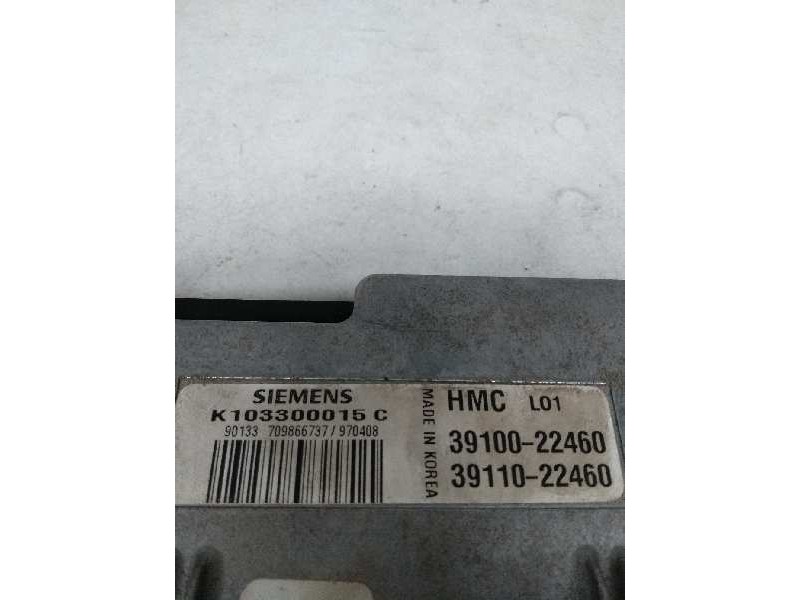 SIEMENS
K103300015 C
90133 709866737/970408
MADE IN KOREA
HMC L01
39100-22460
39110-22460